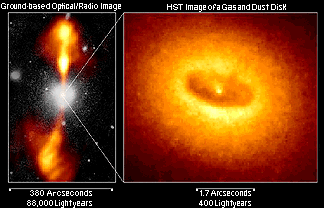 Ground-based Optical/Radio Image
HST Image of a Gas and Dust Disk
380 Arcseconds
88,000 Lightyears
1.7 Arcseconds
400 Lightyears